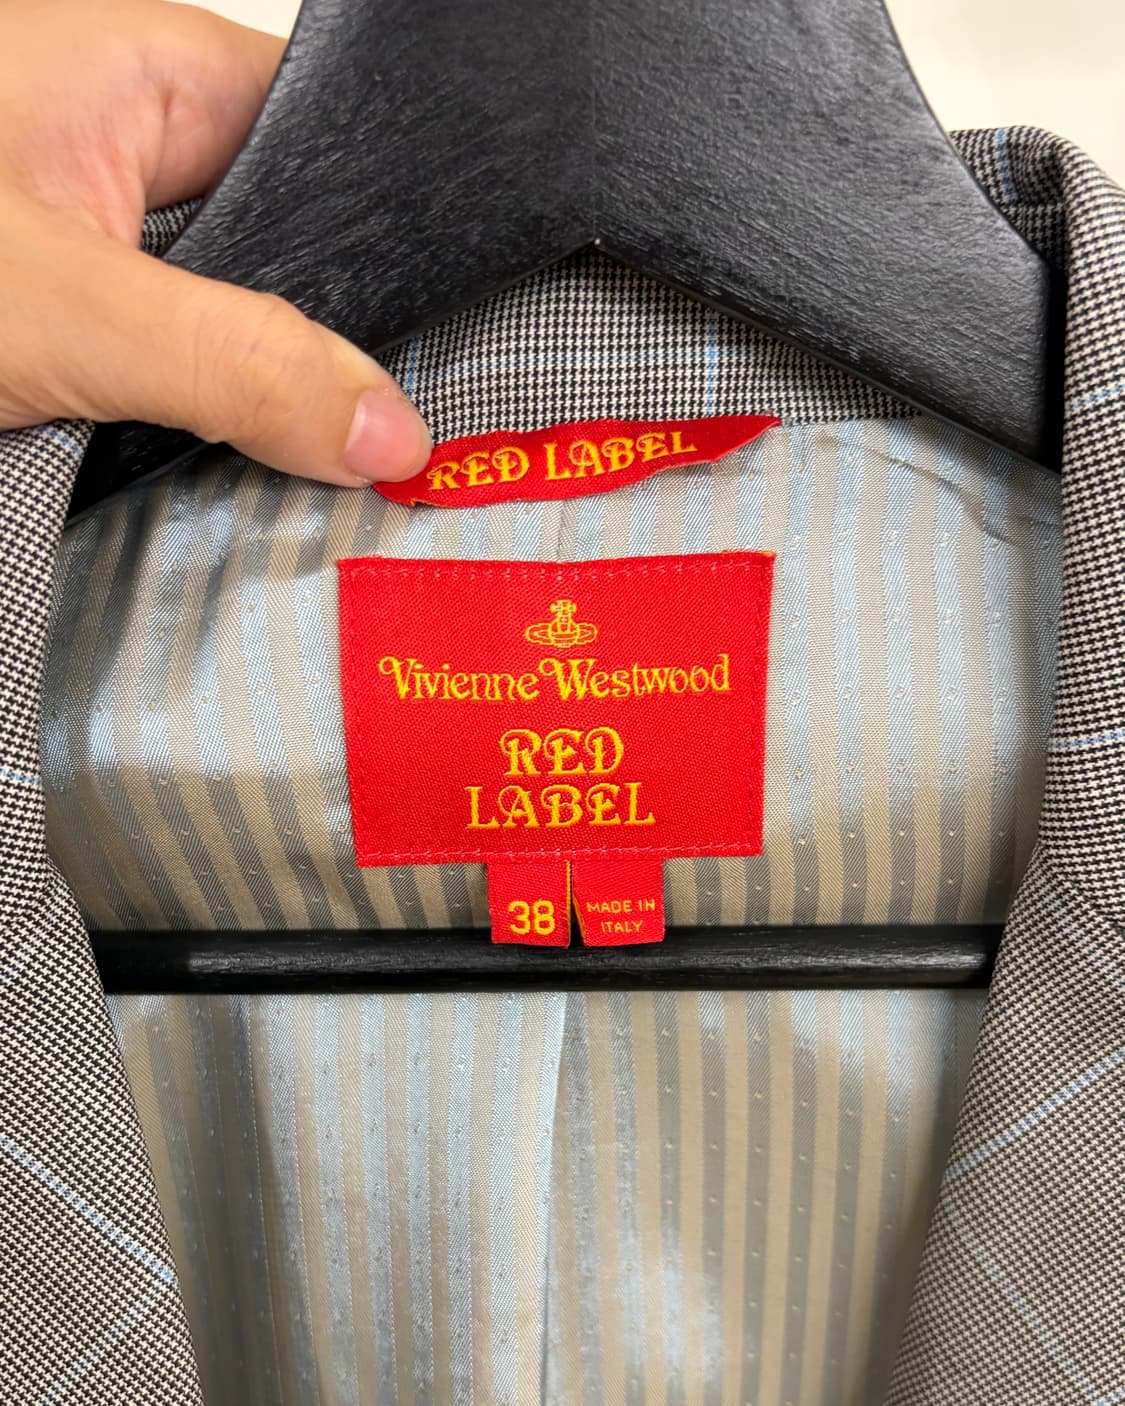 RED LABEL
Vivienne Westwood
RED
LABEL
38
MADE IN
ITALY